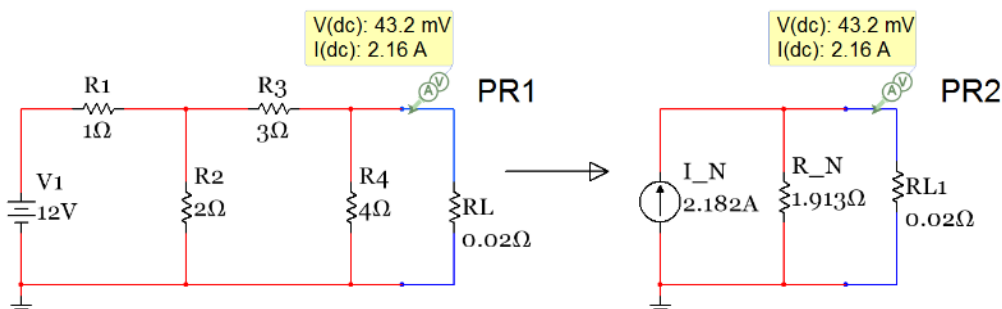 V(dc): 43.2 mV
I(dc): 2.16 A
PR1
R1
1Ω
R3
3Ω
V1
12V
R2
2Ω
R4
4Ω
RL
0.02Ω
A
V
V(dc): 43.2 mV
I(dc): 2.16 A
PR2
I_N
2.182A
R_N
1.913Ω
RL1
0.02Ω
A
V